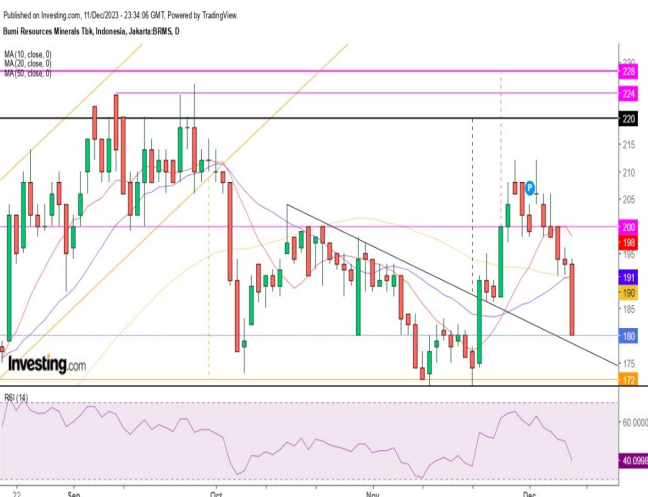 Published on Investing.com, 11/Dec/2023 - 23:34:06 GMT, Powered by TradingView.
Bumi Resources Minerals Tbk, Indonesia, Jakarta:BRMS, D
MA (10, close, 0)
MA (20, close, 0)
MA (50, close, 0)
228
224
220
215
210
205
200
198
195
191
190
185
180
175
172
P
Investing.com
RSI (14)
60.0000
40.0998
22
Sep
Oct
Nov
Dec